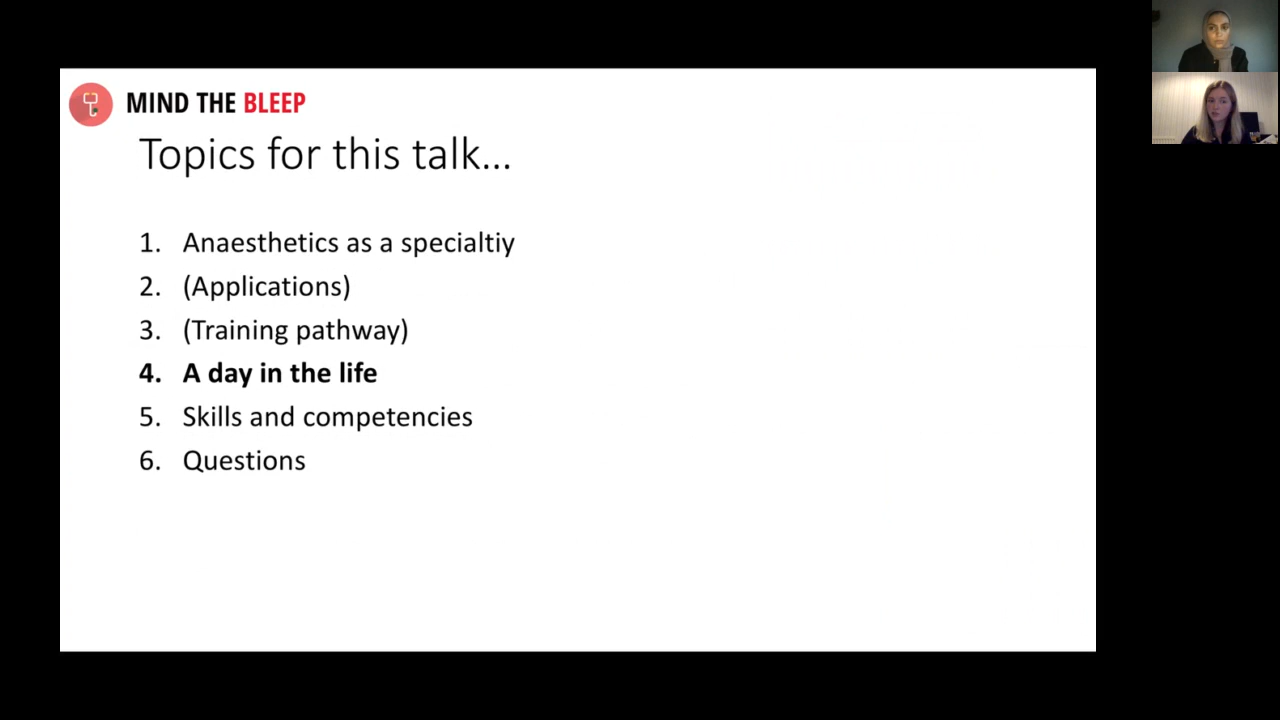 MIND THE BLEEP
Topics for this talk...
1. Anaesthetics as a specialtiy
2. (Applications)
3. (Training pathway)
4. A day in the life
5. Skills and competencies
6. Questions